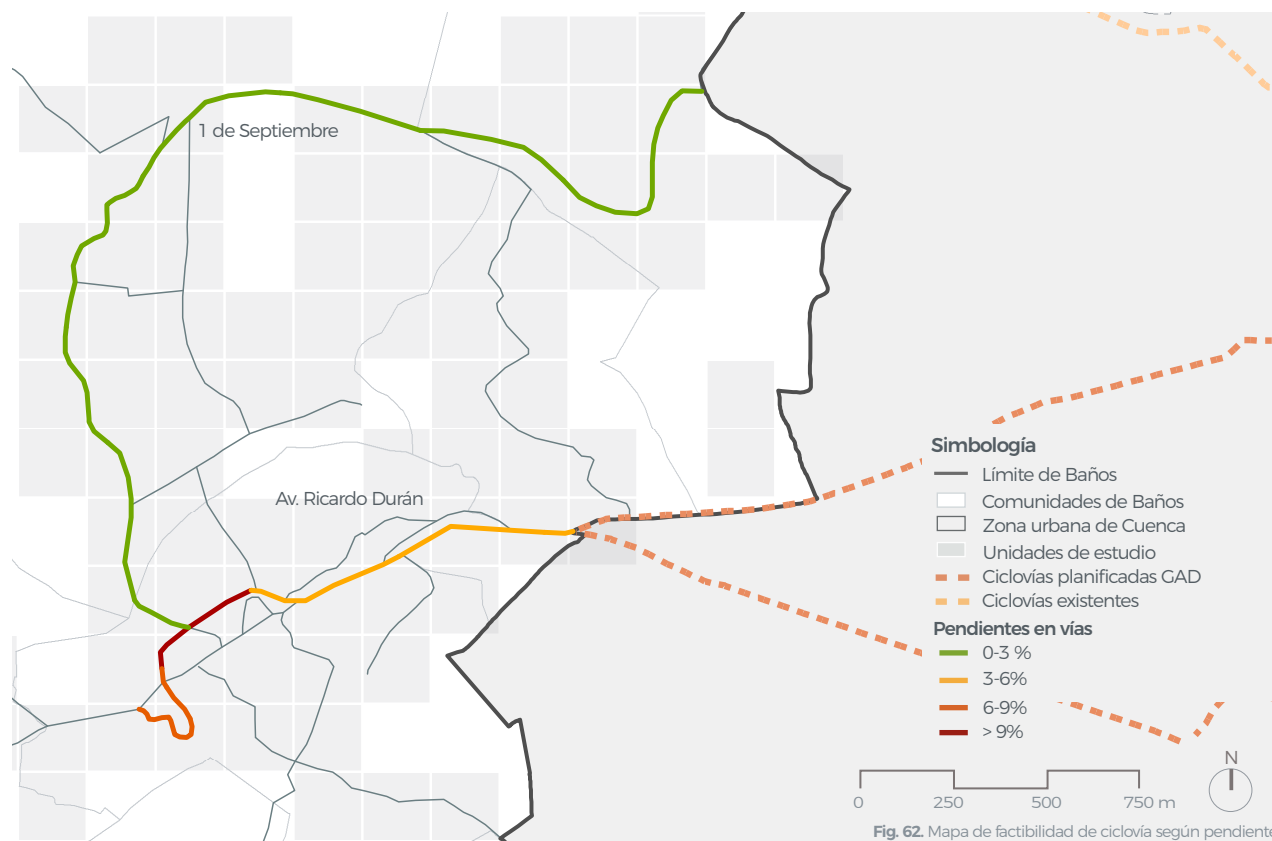 1 de Septiembre
Av. Ricardo Durán
Simbología
Límite de Baños
Comunidades de Baños
Zona urbana de Cuenca
Unidades de estudio
Ciclovías planificadas GAD
Ciclovías existentes
Pendientes en vías
0-3 %
3-6%
6-9%
> 9%
N
0 250 500 750 m
Fig. 62. Mapa de factibilidad de ciclovía según pendiente